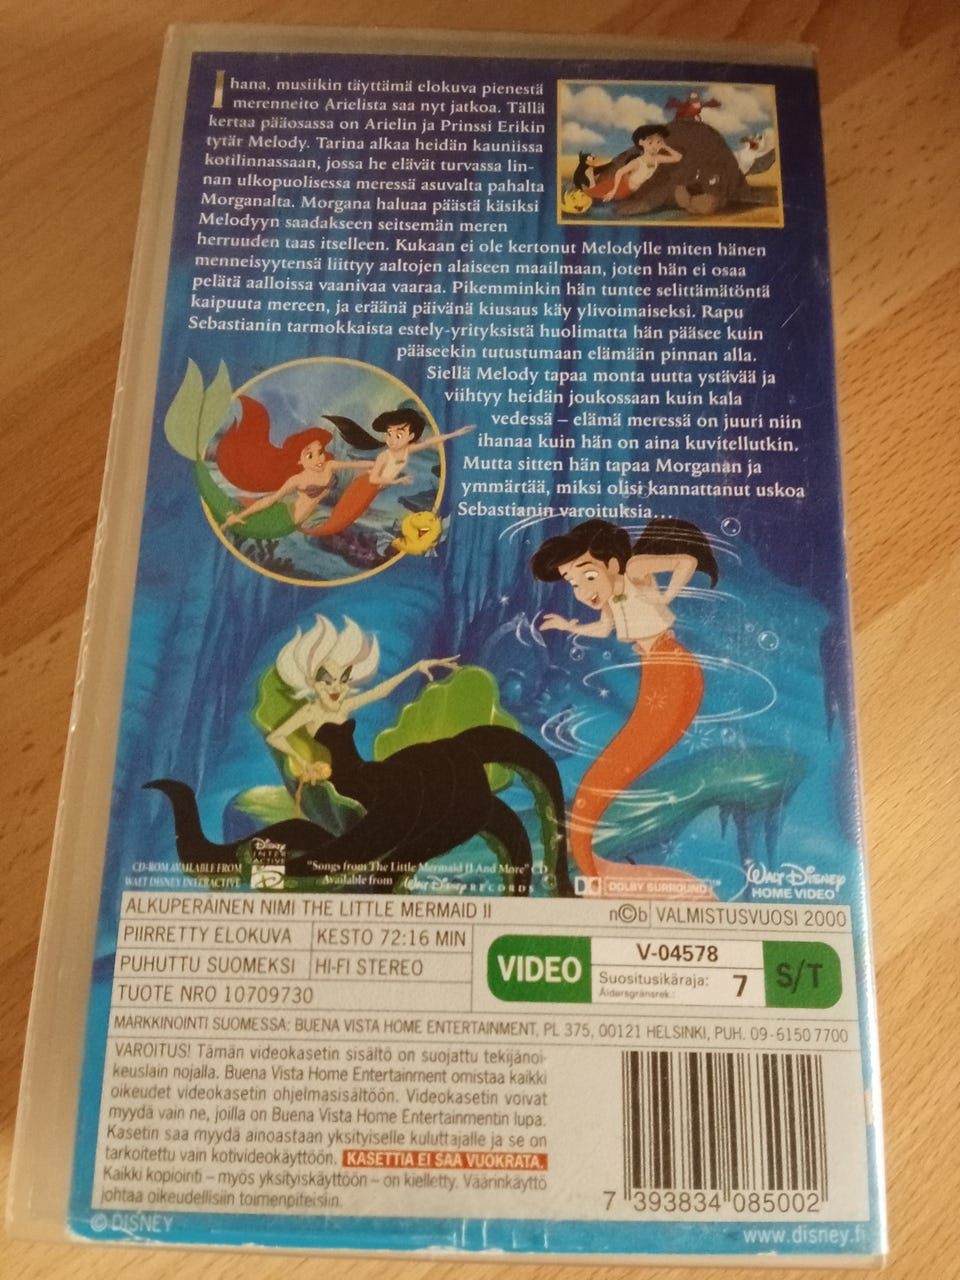 Ihana, musiikin täyttämä elokuva pienestä
merenneito Arielista saa nyt jatkoa. Tällä
kertaa pääosassa on Arielin ja Prinssi Erikin
tytär Melody. Tarina alkaa heidän kauniissa
kotilinnassaan, jossa he elävät turvassa lin-
nan ulkopuolisessa meressä asuvalta pahalta
Morganalta. Morgana haluaa päästä käsiksi
Melodyyn saadakseen seitsemän meren
herruuden taas itselleen. Kukaan ei ole kertonut Melodylle miten hänen
menneisyytensä liittyy aaltojen alaiseen maailmaan, joten hän ei osaa
pelätä aalloissa vaanivaa vaaraa. Pikemminkin hän tuntee selittämätöntä
kaipuuta mereen, ja eräänä päivänä kiusaus käy ylivoimaiseksi. Rapu
Sebastianin tarmokkaista estely-yrityksistä huolimatta hän pääsee kuin
pääseekin tutustumaan elämään pinnan alla.
Siellä Melody tapaa monta uutta ystävää ja
viihtyy heidän joukossaan kuin kala
vedessä – elämä meressä on juuri niin
ihanaa kuin hän on aina kuvitellutkin.
Mutta sitten hän tapaa Morganan ja
ymmärtää, miksi olisi kannattanut uskoa
Sebastianin varoituksia...
CD-ROM AVAILABLE FROM
WALT DISNEY INTERACTIVE
Disney
INTER
ACTIVE
"Songs from The Little Mermaid II And More" CD
Available from Walt Disney RECORDS
DOLBY SURROUND
WALT DISNEY
HOME VIDEO
ALKUPERÄINEN NIMI THE LITTLE MERMAID II
n©b VALMISTUSVUOSI 2000
PIIRRETTY ELOKUVA KESTO 72:16 MIN
PUHUTTU SUOMEKSI HI-FI STEREO
TUOTE NRO 10709730
VIDEO
V-04578
Suositusikäraja:
Åldersgränsrek.:
7
S/T
MARKKINOINTI SUOMESSA: BUENA VISTA HOME ENTERTAINMENT, PL 375, 00121 HELSINKI, PUH. 09-6150 7700
VAROITUS! Tämän videokasetin sisältö on suojattu tekijänoi-
keuslain nojalla. Buena Vista Home Entertainment omistaa kaikki
oikeudet videokasetin ohjelmasisältöön. Videokasetin voivat
myydä vain ne, joilla on Buena Vista Home Entertainmentin lupa.
Kasetin saa myydä ainoastaan yksityiselle kuluttajalle ja se on
tarkoitettu vain kotivideokäyttöön. KASETTIA EI SAA VUOKRATA.
Kaikki kopiointi – myös yksityiskäyttöön – on kielletty. Väärinkäyttö
johtaa oikeudellisiin toimenpiteisiin.
7 393834 085002
© DISNEY
www.disney.fi